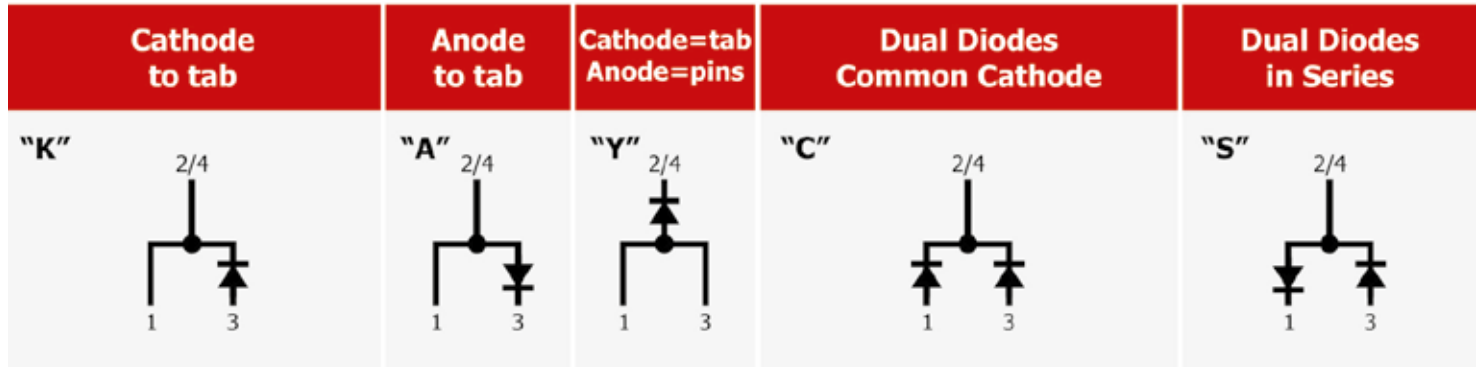 Cathode
to tab
Anode
to tab
Cathode=tab
Anode=pins
Dual Diodes
Common Cathode
Dual Diodes
in Series
“K”
2/4
1 3
“A”
2/4
1 3
“Y”
2/4
1 3
“C”
2/4
1 3
“S”
2/4
1 3